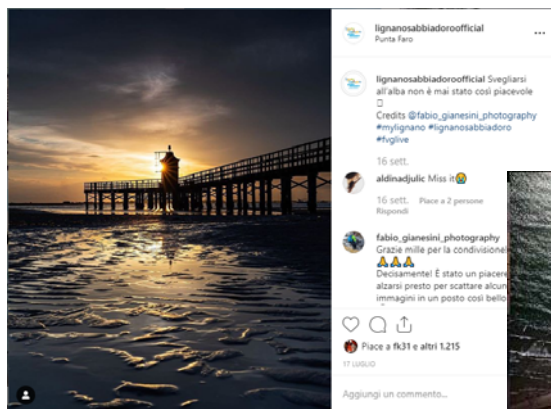 lignanosabbiadoroofficial
Punta Faro
lignanosabbiadoroofficial Svegliarsi
all'alba non è mai stato così piacevole
Credits @fabio_gianesini_photography
#mylignano #lignanosabbiadoro
#fvglive
16 sett.
aldinadjulic Miss it😭
16 sett. Piace a 2 persone
Rispondi
fabio_gianesini_photography
Grazie mille per la condivisione!
🙏🙏🙏
Decisamente! È stato un piacere
alzarsi presto per scattare alcun
immagini in un posto così bello
Piace a fk31 e altri 1.215
17 LUGLIO
Aggiungi un commento...